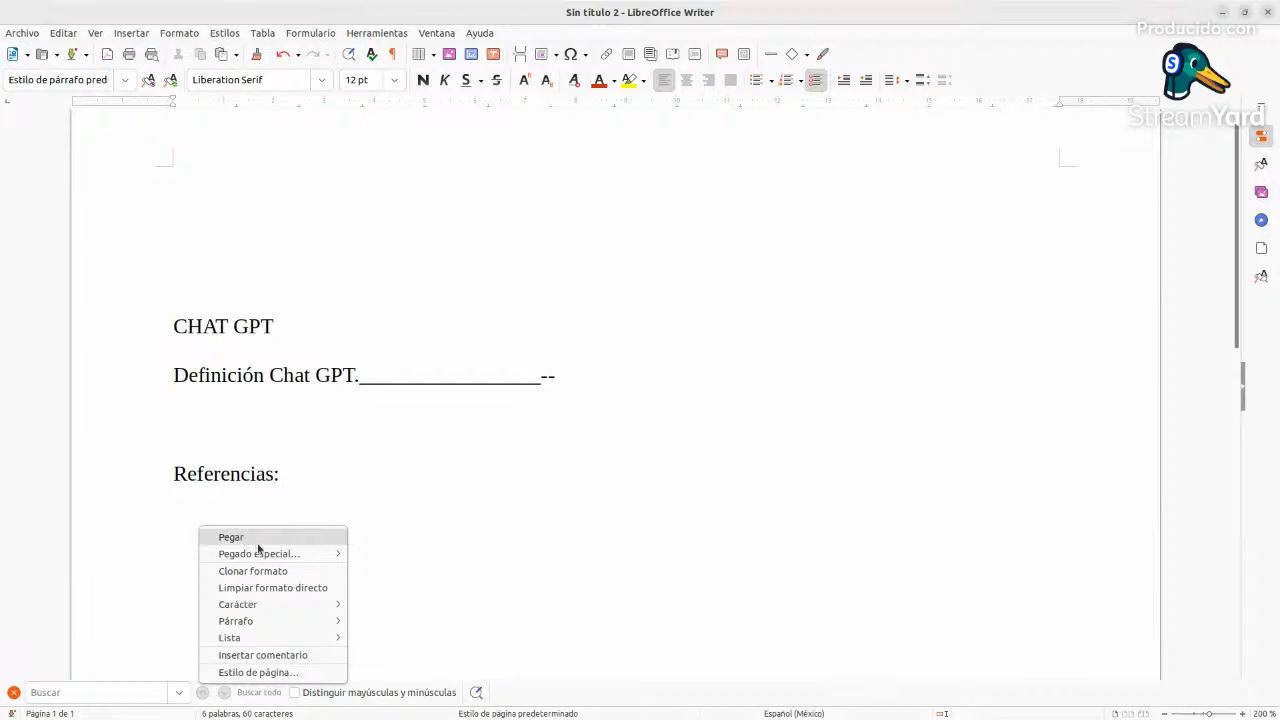 Sin título 2 - LibreOffice Writer
Producido con
StreamYard
Archivo Editar Ver Insertar Formato Estilos Tabla Formulario Herramientas Ventana Ayuda
Estilo de párrafo pred Liberation Serif 12 pt
CHAT GPT
Definición Chat GPT._________________--
Referencias:
Pegar
Pegado especial...
Clonar formato
Limpiar formato directo
Carácter
Párrafo
Lista
Insertar comentario
Estilo de página...
Buscar Buscar todo Distinguir mayúsculas y minúsculas
Página 1 de 1 6 palabras, 60 caracteres Estilo de página predeterminado Español (México) 200 %